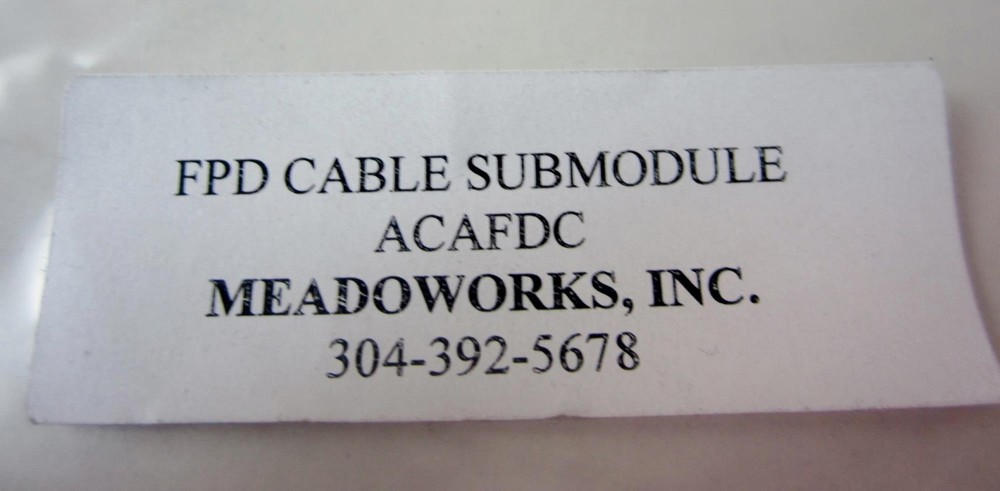 FPD CABLE SUBMODULE
ACAFDC
MEADOWORKS, INC.
304-392-5678